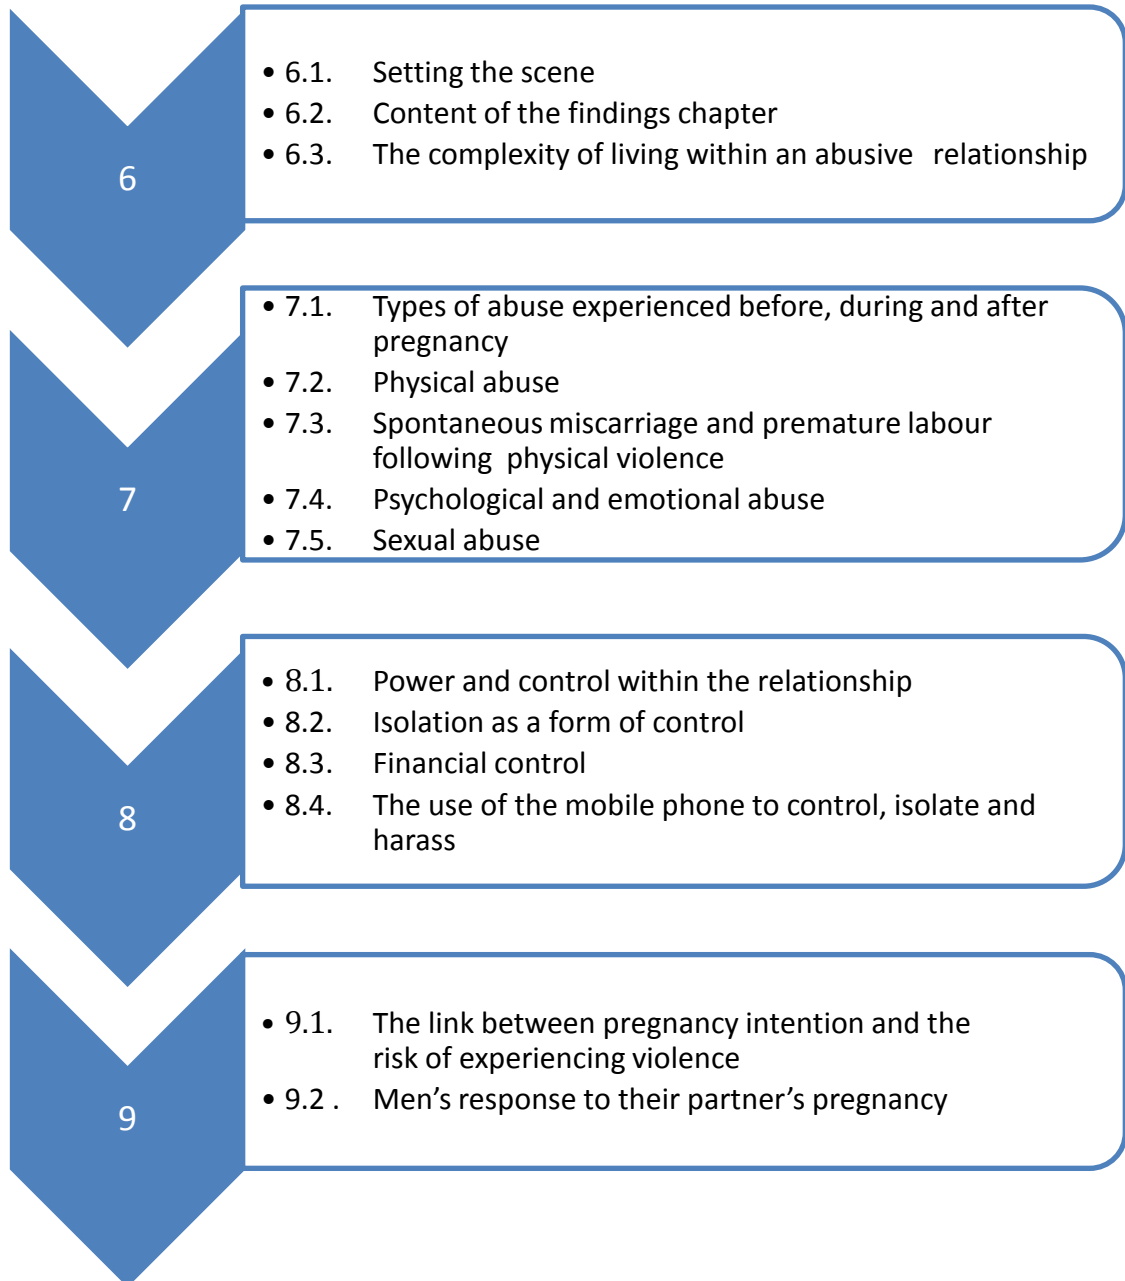 6
• 6.1. Setting the scene
• 6.2. Content of the findings chapter
• 6.3. The complexity of living within an abusive relationship
7
• 7.1. Types of abuse experienced before, during and after
pregnancy
• 7.2. Physical abuse
• 7.3. Spontaneous miscarriage and premature labour
following physical violence
• 7.4. Psychological and emotional abuse
• 7.5. Sexual abuse
8
• 8.1. Power and control within the relationship
• 8.2. Isolation as a form of control
• 8.3. Financial control
• 8.4. The use of the mobile phone to control, isolate and
harass
9
• 9.1. The link between pregnancy intention and the
risk of experiencing violence
• 9.2 . Men’s response to their partner’s pregnancy